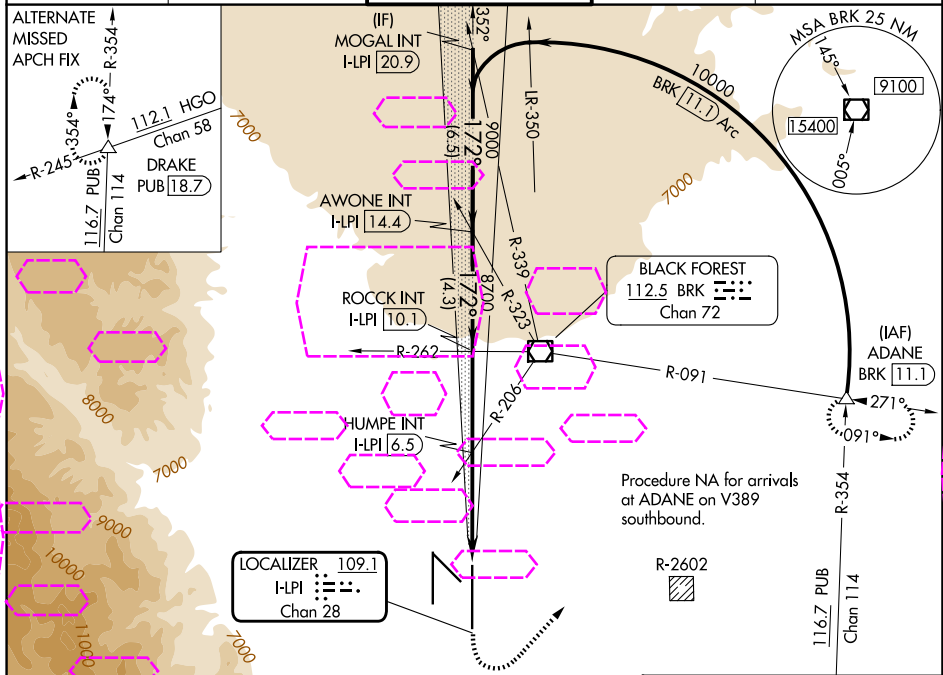 ALTERNATE
MISSED
APCH FIX
R-354
354°
174°
112.1 HGO
Chan 58
R-245
DRAKE
PUB 18.7
116.7 PUB
Chan 114
7000
(IF)
MOGAL INT
I-LPI 20.9
352°
LR-350
10000
BRK 11.1 Arc
MSA BRK 25 NM
145°
9100
15400
005°
172°
(6.5)
9000
7000
AWONE INT
I-LPI 14.4
R-339
R-323
172°
(4.3)
8700
ROCCK INT
I-LPI 10.1
BLACK FOREST
112.5 BRK
Chan 72
R-262
R-091
(IAF)
ADANE
BRK 11.1
271°
091°
R-206
HUMPE INT
I-LPI 6.5
8000
7000
9000
10000
11000
7000
Procedure NA for arrivals
at ADANE on V389
southbound.
R-354
116.7 PUB
Chan 114
R-2602
LOCALIZER 109.1
I-LPI
Chan 28